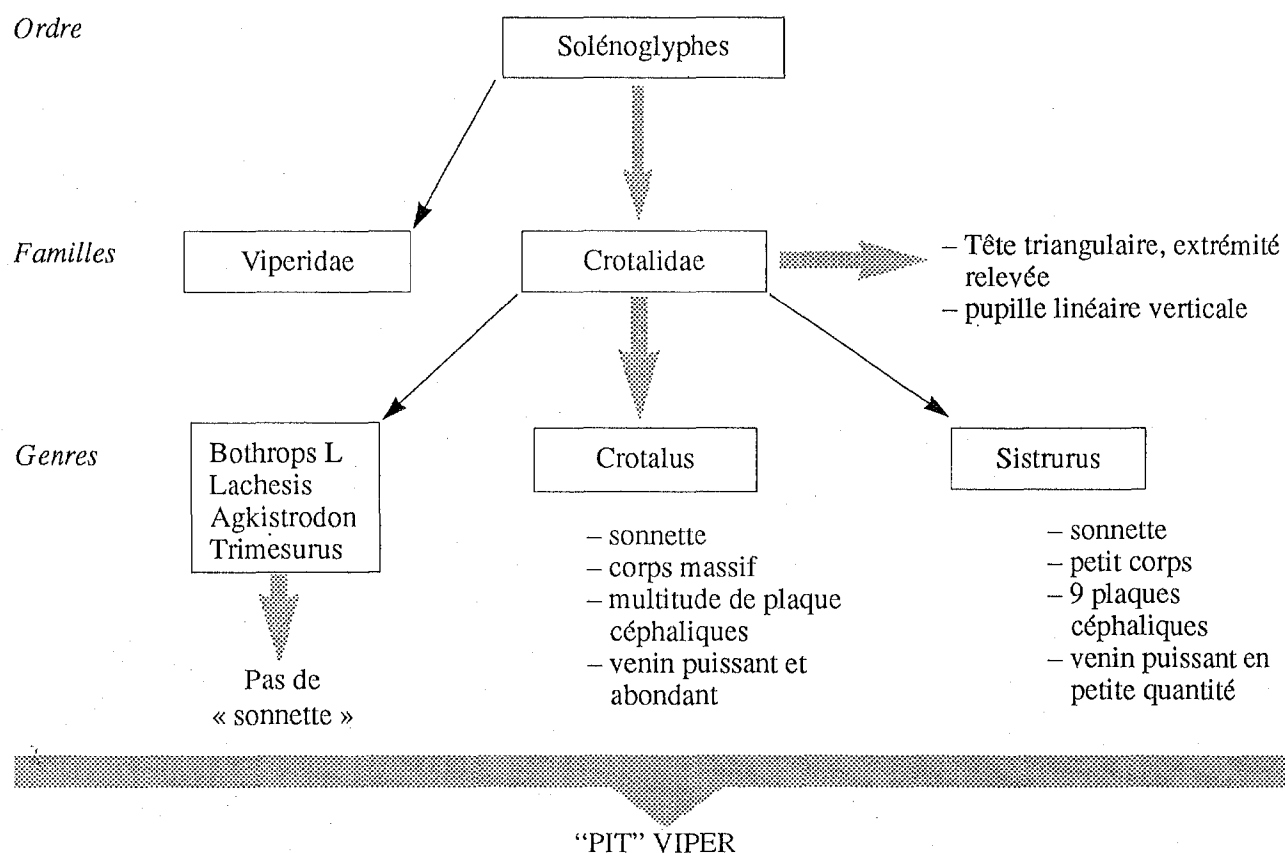 Ordre
Solénoglyphes
Familles
Viperidae
Crotalidae
– Tête triangulaire, extrémité
relevée
– pupille linéaire verticale
Genres
Bothrops L
Lachesis
Agkistrodon
Trimesurus
Crotalus
Sistrurus
Pas de
« sonnette »
– sonnette
– corps massif
– multitude de plaque
céphaliques
– venin puissant et
abondant
– sonnette
– petit corps
– 9 plaques
céphaliques
– venin puissant en
petite quantité
“PIT” VIPER